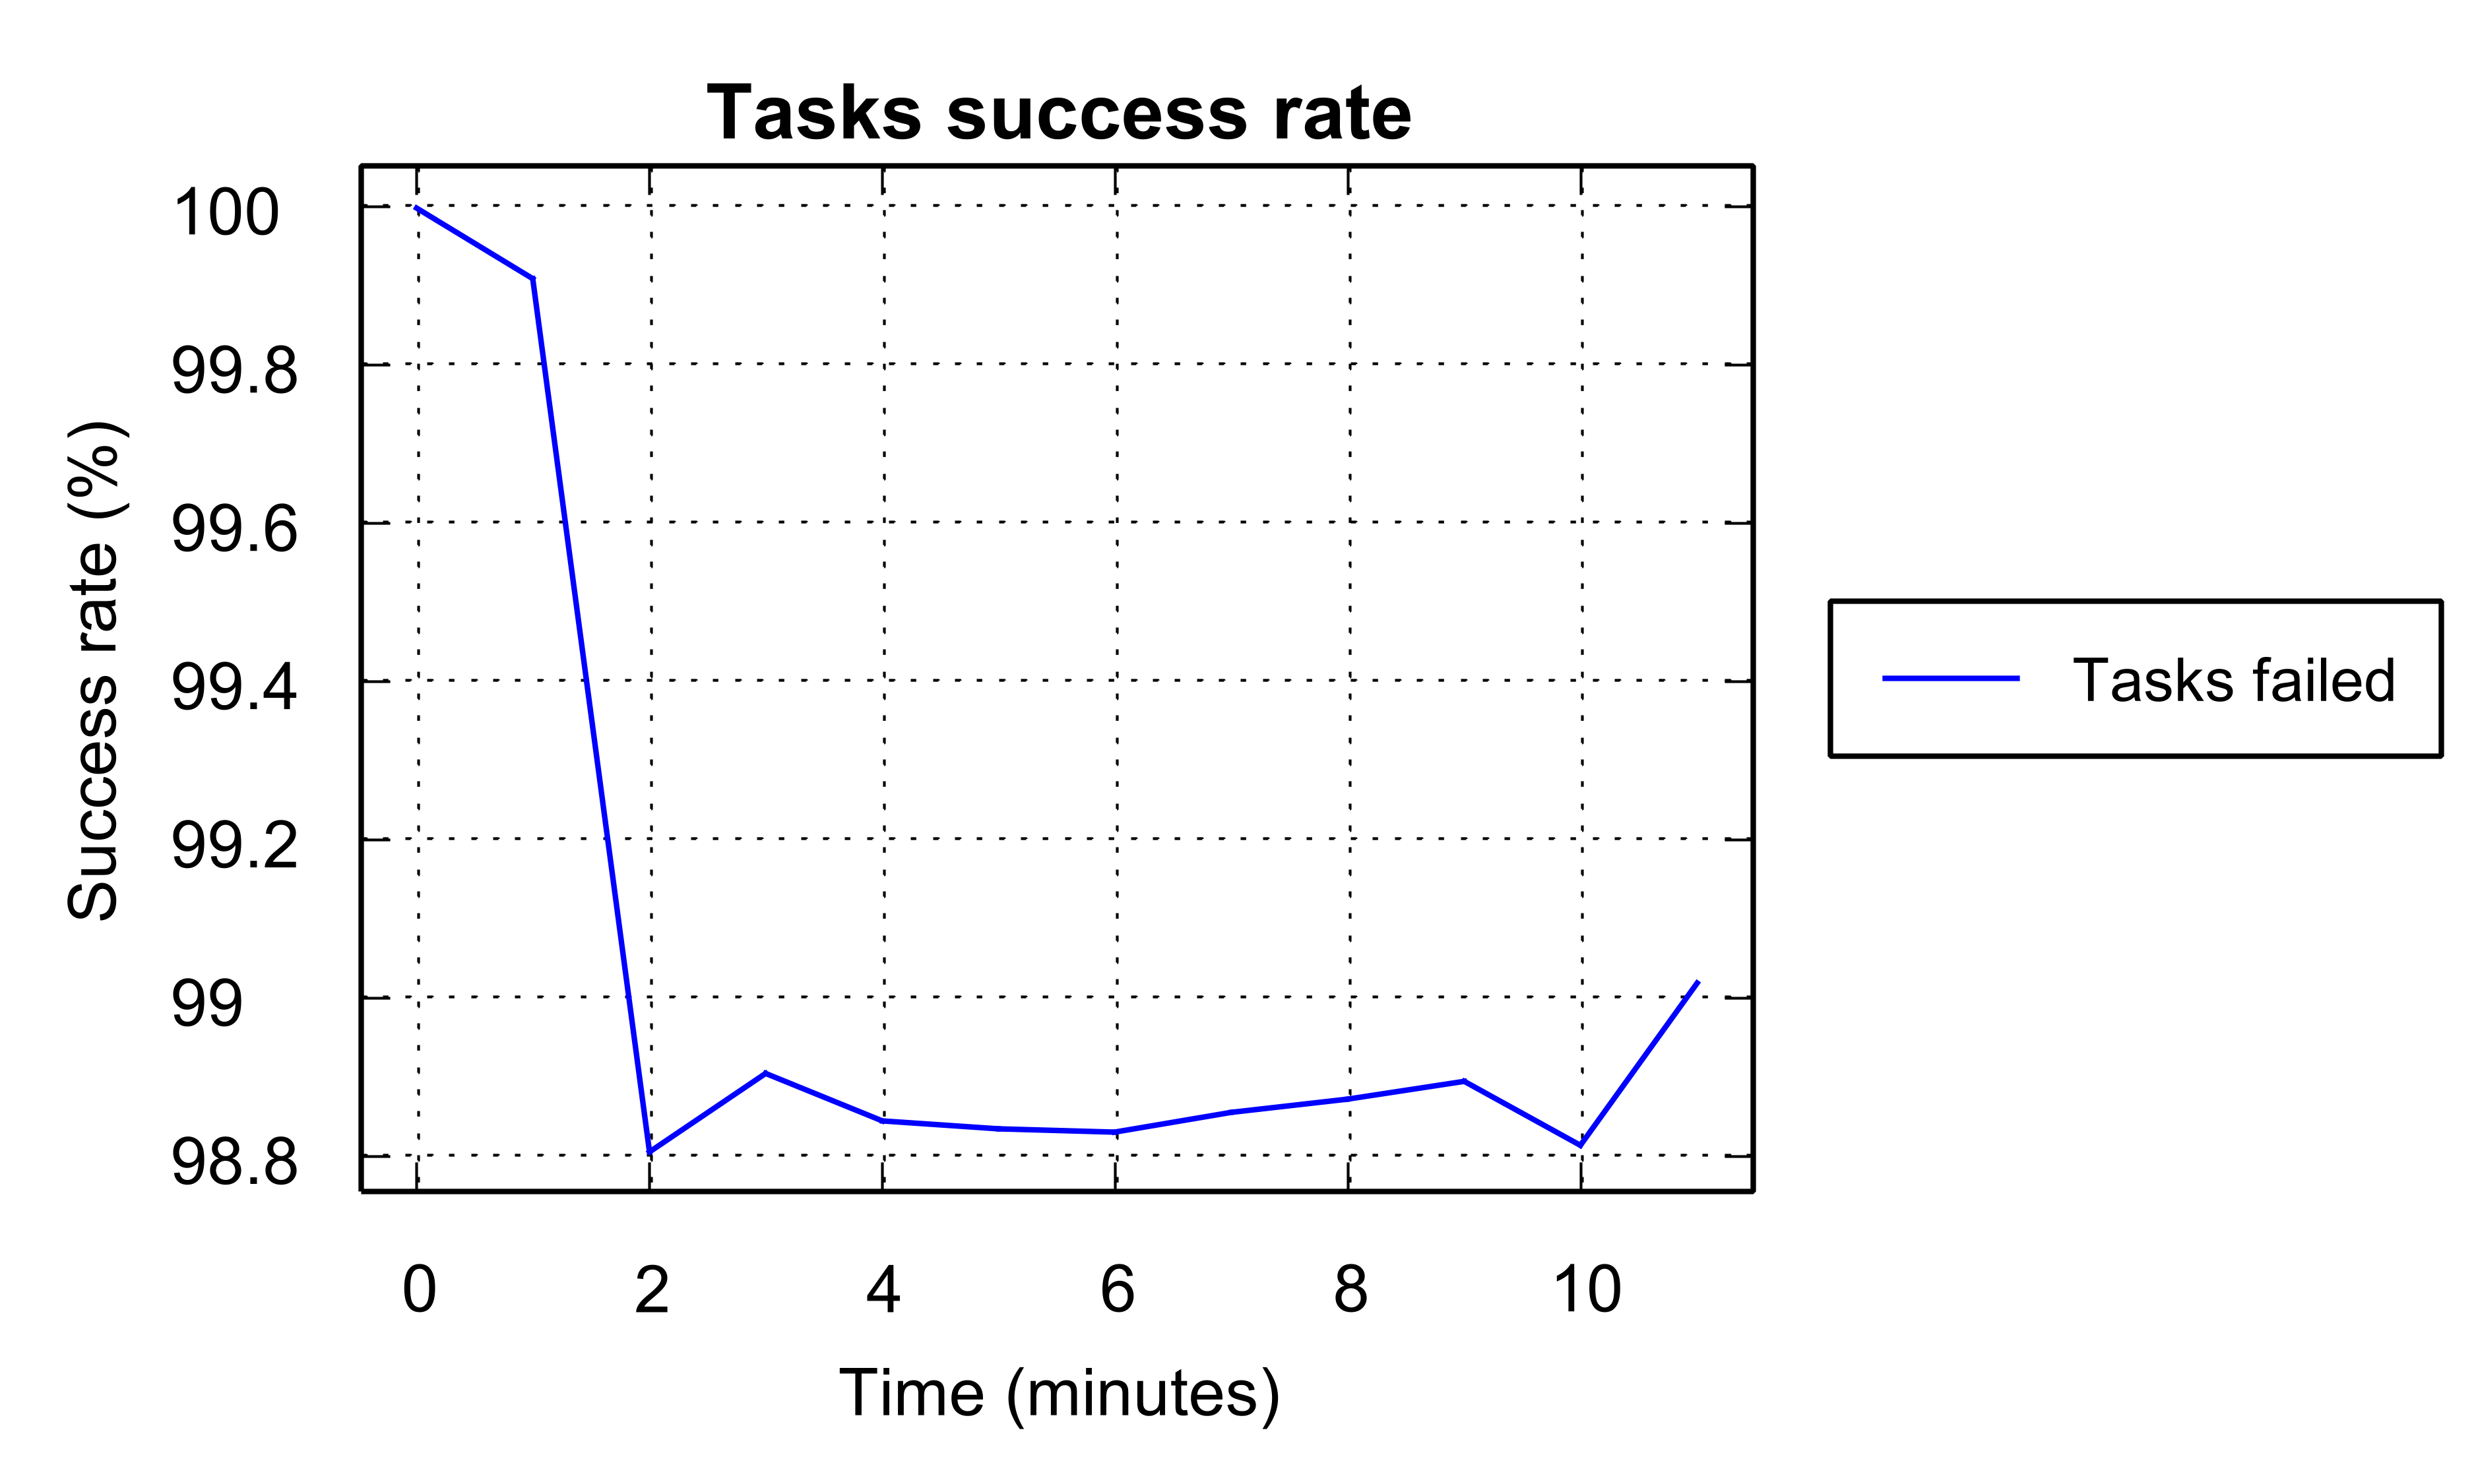 Tasks success rate
Success rate (%)
100
99.8
99.6
99.4
99.2
99
98.8
0 2 4 6 8 10
Time (minutes)
Tasks failed